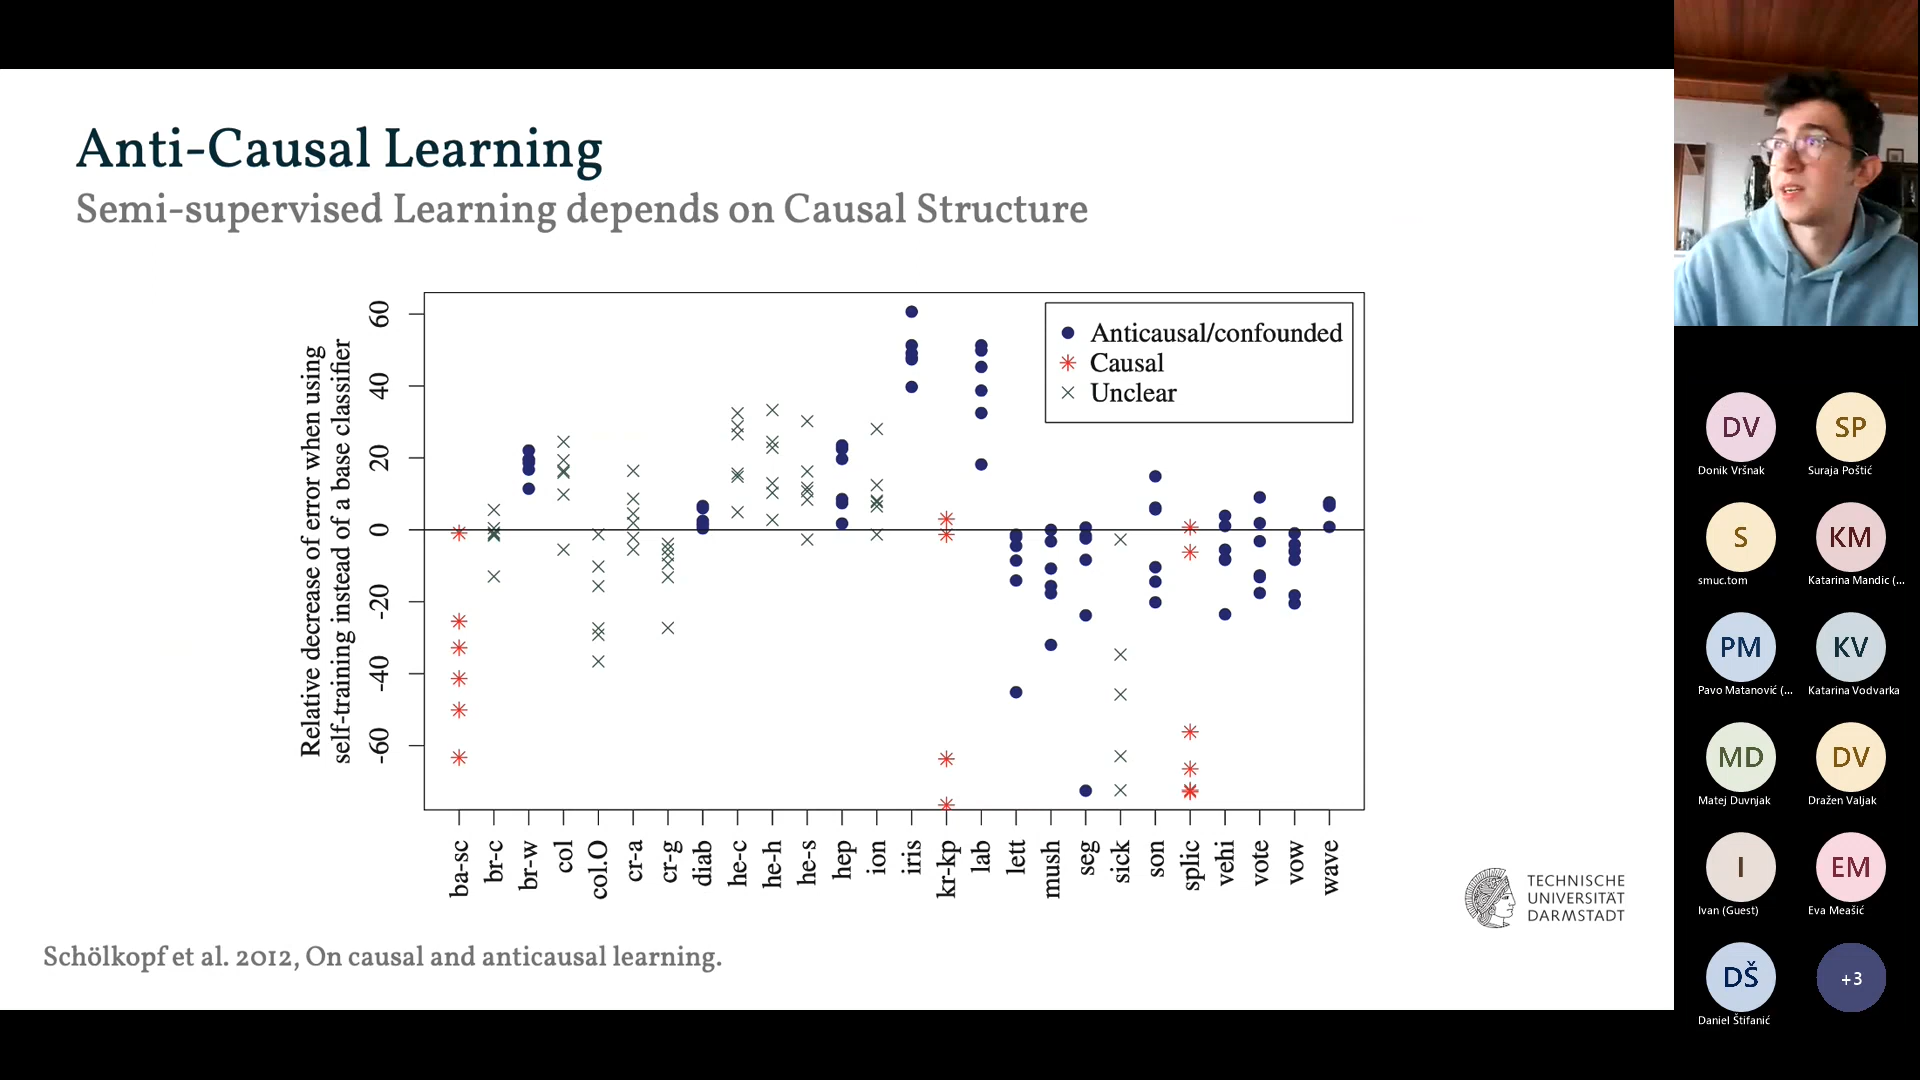 Anti-Causal Learning
Semi-supervised Learning depends on Causal Structure
Relative decrease of error when using
self-training instead of a base classifier
60
40
20
0
-20
-40
-60
Anticausal/confounded
Causal
Unclear
ba-sc
br-c
br-w
col
col.O
cr-a
cr-g
diab
he-c
he-h
he-s
hep
ion
iris
kr-kp
lab
lett
mush
seg
sick
son
splic
vehi
vote
vow
wave
TECHNISCHE
UNIVERSITÄT
DARMSTADT
Schölkopf et al. 2012, On causal and anticausal learning.
DV
SP
Donik Vršnak
Suraja Poštić
S
KM
smuc.tom
Katarina Mandic (...
PM
KV
Pavo Matanović (...
Katarina Vodvarka
MD
DV
Matej Duvnjak
Dražen Valjak
I
EM
Ivan (Guest)
Eva Meašić
DŠ
+3
Daniel Štifanić